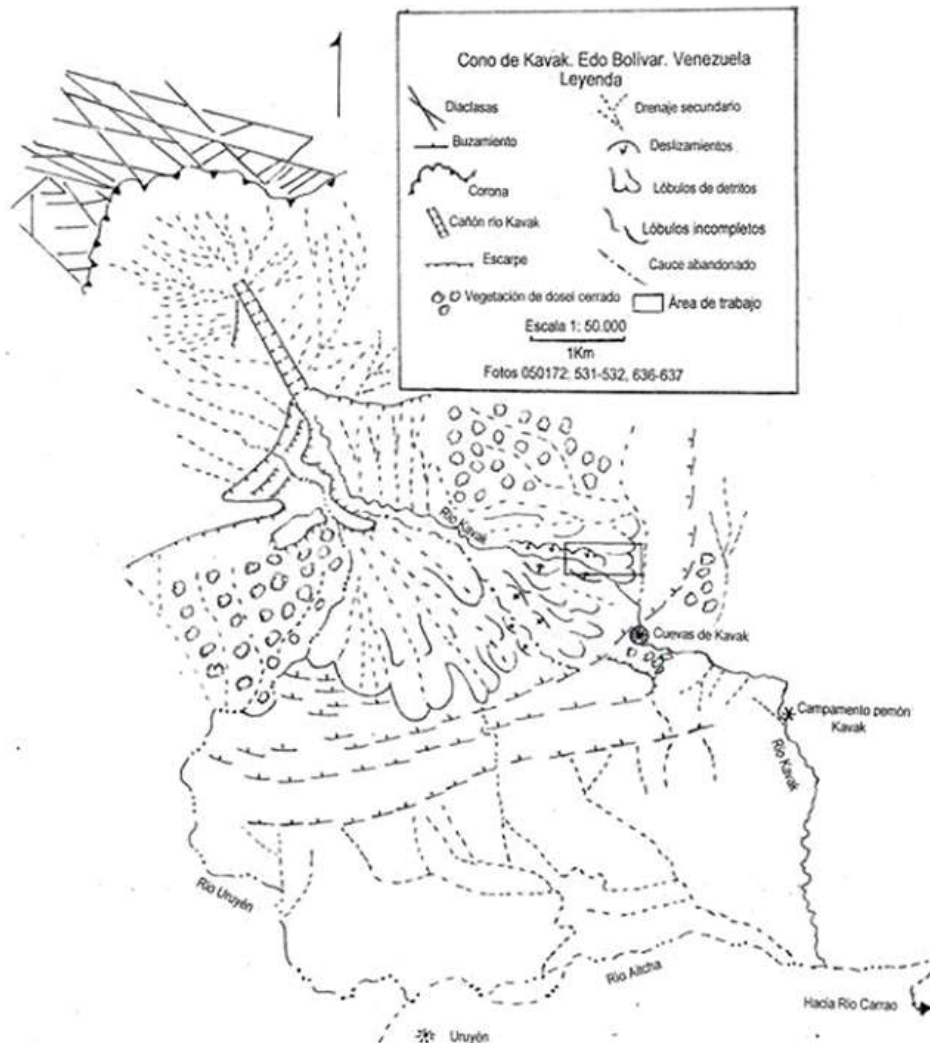 Cono de Kavak. Edo Bolívar. Venezuela
Leyenda
Diaclasas
Drenaje secundario
Buzamiento
Deslizamientos
Corona
Lóbulos de detritos
Cañón río Kavak
Lóbulos incompletos
Escarpe
Cauce abandonado
Vegetación de dosel cerrado
Área de trabajo
Escala 1: 50.000
1Km
Fotos 050172; 531-532, 636-637
Río Kavak
Cuevas de Kavak
Campamento pemón
Kavak
Río Kavak
Río Uruyén
Río Aitcha
Hacia Río Carrao
Uruyén